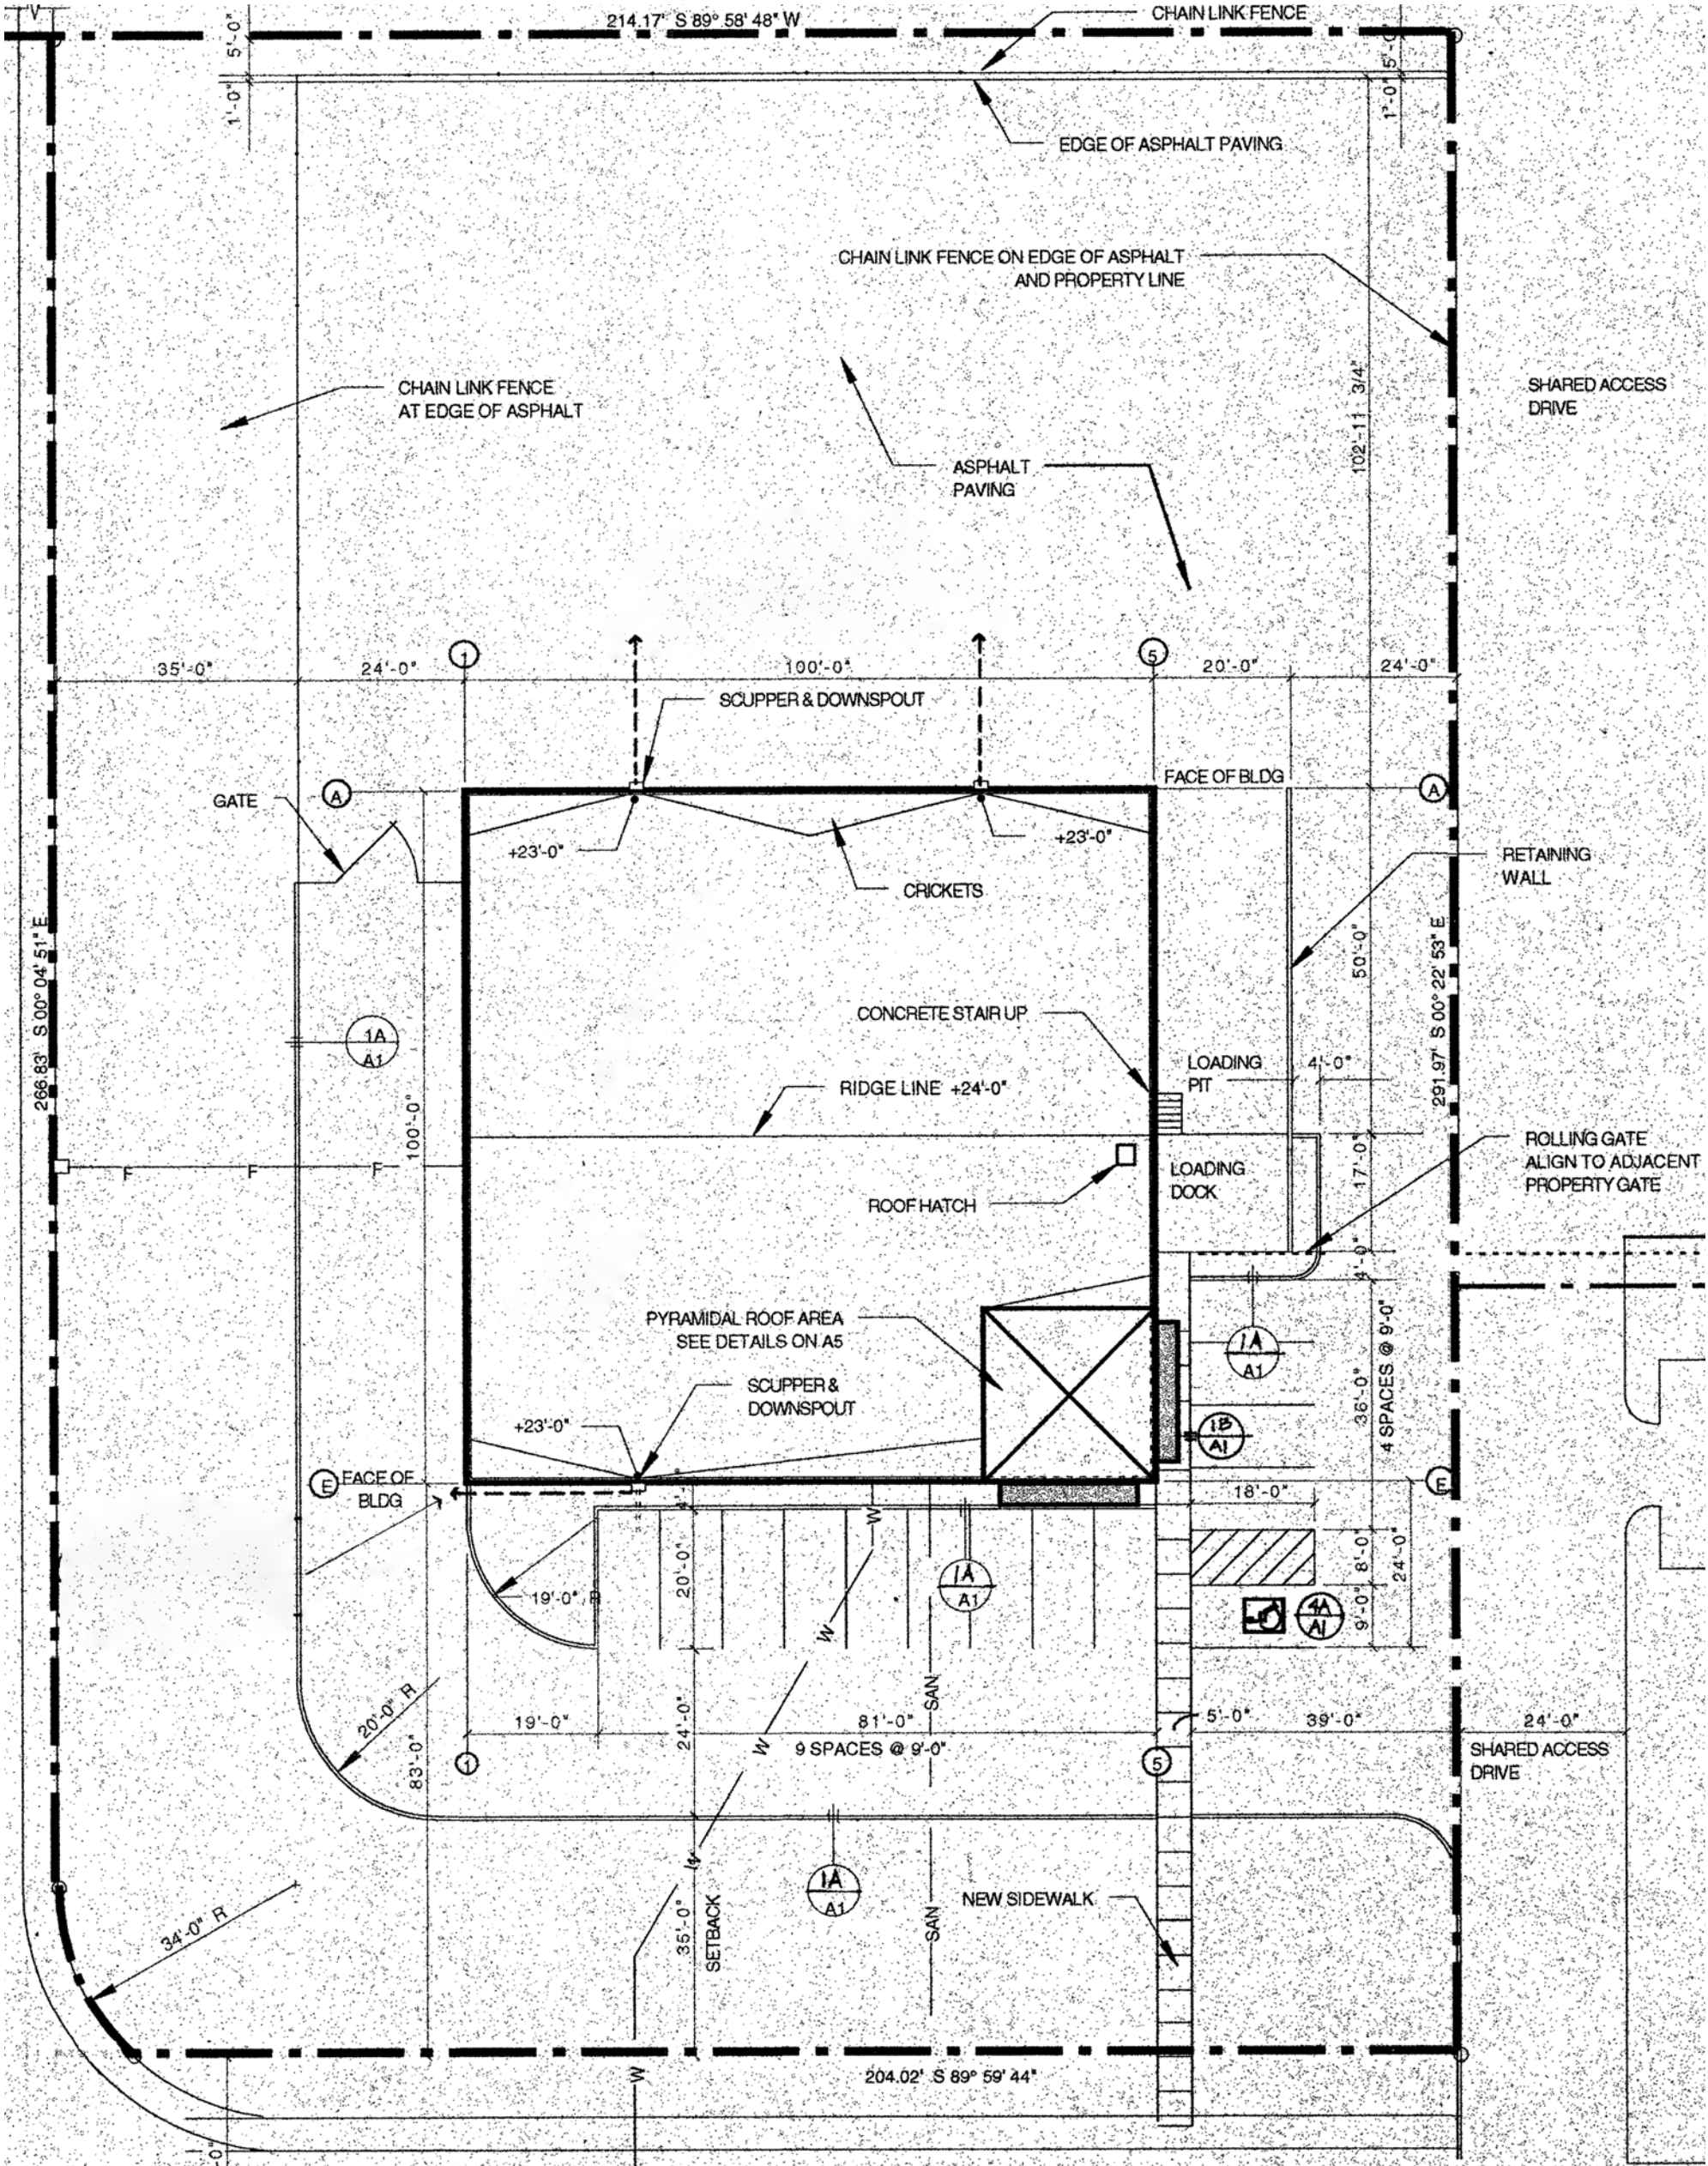 214.17' S 89° 58' 48" W
CHAIN LINK FENCE
5'-0"
5'-0"
1'-0"
1'-0"
EDGE OF ASPHALT PAVING
CHAIN LINK FENCE ON EDGE OF ASPHALT
AND PROPERTY LINE
CHAIN LINK FENCE
AT EDGE OF ASPHALT
102'-11 3/4"
SHARED ACCESS
DRIVE
ASPHALT
PAVING
1
5
35'-0"
24'-0"
100'-0"
20'-0"
24'-0"
SCUPPER & DOWNSPOUT
FACE OF BLDG
GATE
A
A
+23'-0"
+23'-0"
CRICKETS
RETAINING
WALL
266.83' S 00° 04' 51" E
291.97' S 00° 22' 53" E
50'-0"
CONCRETE STAIR UP
1A
A1
LOADING
PIT
4'-0"
RIDGE LINE +24'-0"
100'-0"
ROLLING GATE
ALIGN TO ADJACENT
PROPERTY GATE
F
F
F
LOADING
DOCK
17'-0"
ROOF HATCH
4'-0"
PYRAMIDAL ROOF AREA
SEE DETAILS ON A5
1A
A1
36'-0"
4 SPACES @ 9'-0"
SCUPPER &
DOWNSPOUT
+23'-0"
1B
A1
E
FACE OF
BLDG
E
18'-0"
W
20'-0"
19'-0" R
1A
A1
8'-0"
24'-0"
9'-0"
4A
A1
W
SAN
20'-0" R
19'-0"
24'-0"
81'-0"
5'-0"
39'-0"
24'-0"
9 SPACES @ 9'-0"
W
SHARED ACCESS
DRIVE
1
5
83'-0"
W
1A
A1
NEW SIDEWALK
34'-0" R
35'-0"
SETBACK
SAN
204.02' S 89° 59' 44"
W